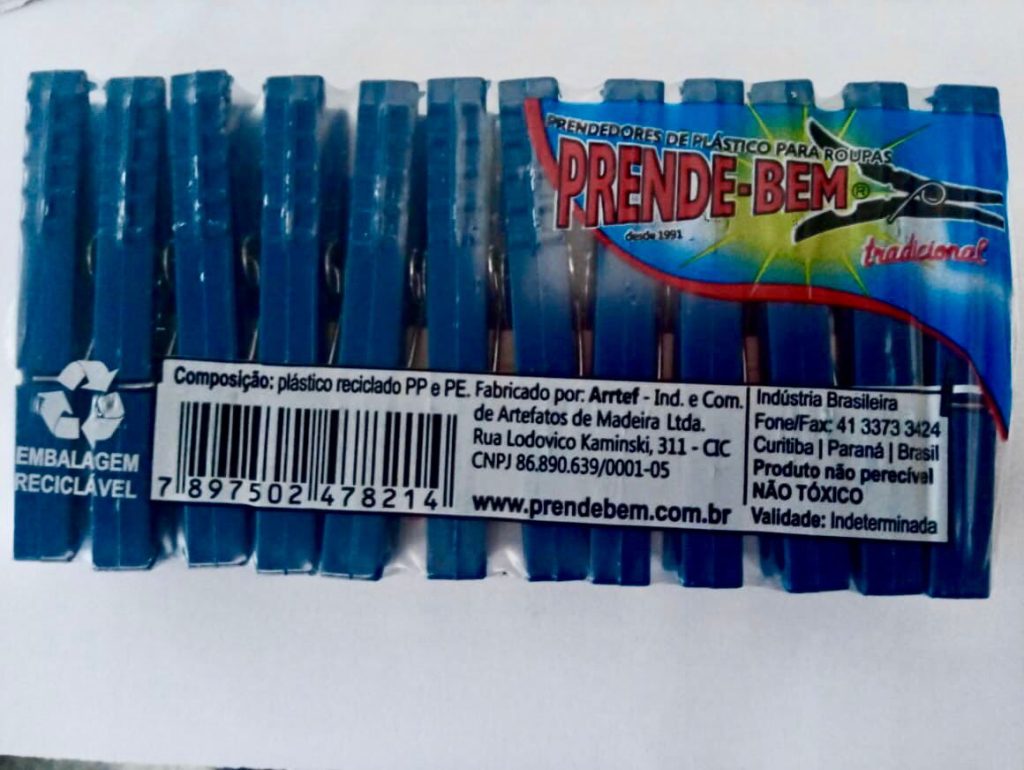 PRENDEDORES DE PLÁSTICO PARA ROUPAS
PRENDE-BEM®
desde 1991
tradicional
EMBALAGEM
RECICLÁVEL
Composição: plástico reciclado PP e PE. Fabricado por: Arrtef - Ind. e Com.
de Artefatos de Madeira Ltda.
Rua Lodovico Kaminski, 311 - CIC
CNPJ 86.890.639/0001-05
www.prendebem.com.br
7 897502 478214
Indústria Brasileira
Fone/Fax: 41 3373 3424
Curitiba | Paraná | Brasil
Produto não perecível
NÃO TÓXICO
Validade: Indeterminada